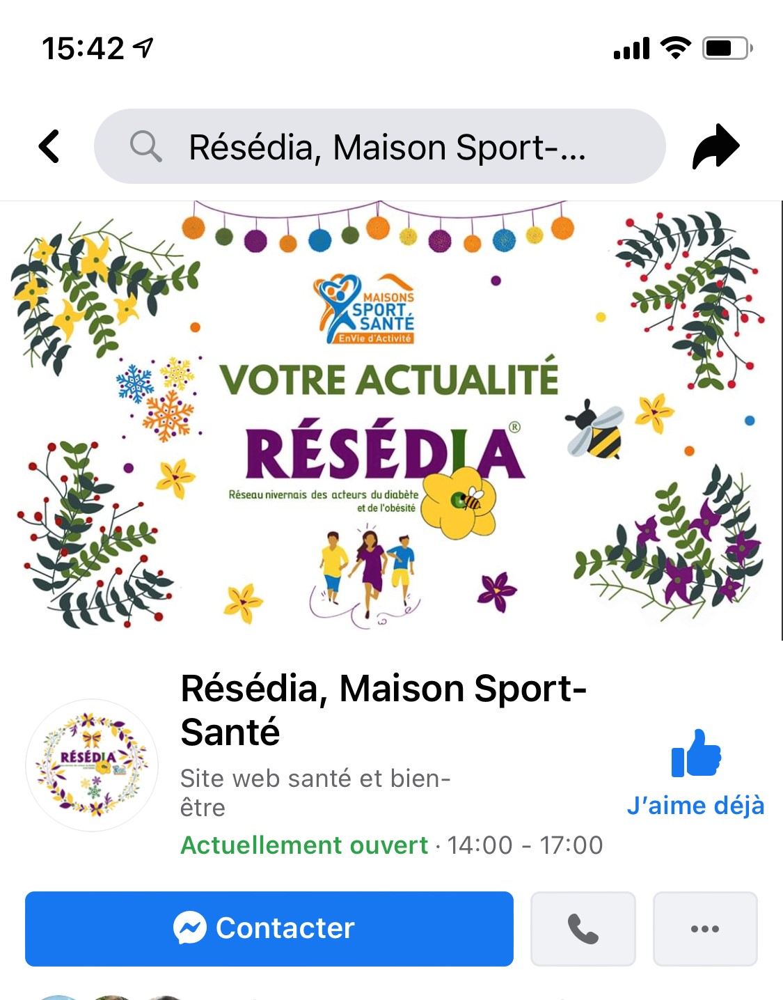 15:42
Résédia, Maison Sport-...
MAISONS
SPORT
SANTÉ
EnVie d'Activité
VOTRE ACTUALITÉ
RÉSÉDIA®
Réseau nivernais des acteurs du diabète
et de l'obésité
Résédia, Maison Sport-
Santé
RÉSÉDIA
Site web santé et bien-
être
J’aime déjà
Actuellement ouvert · 14:00 - 17:00
Contacter